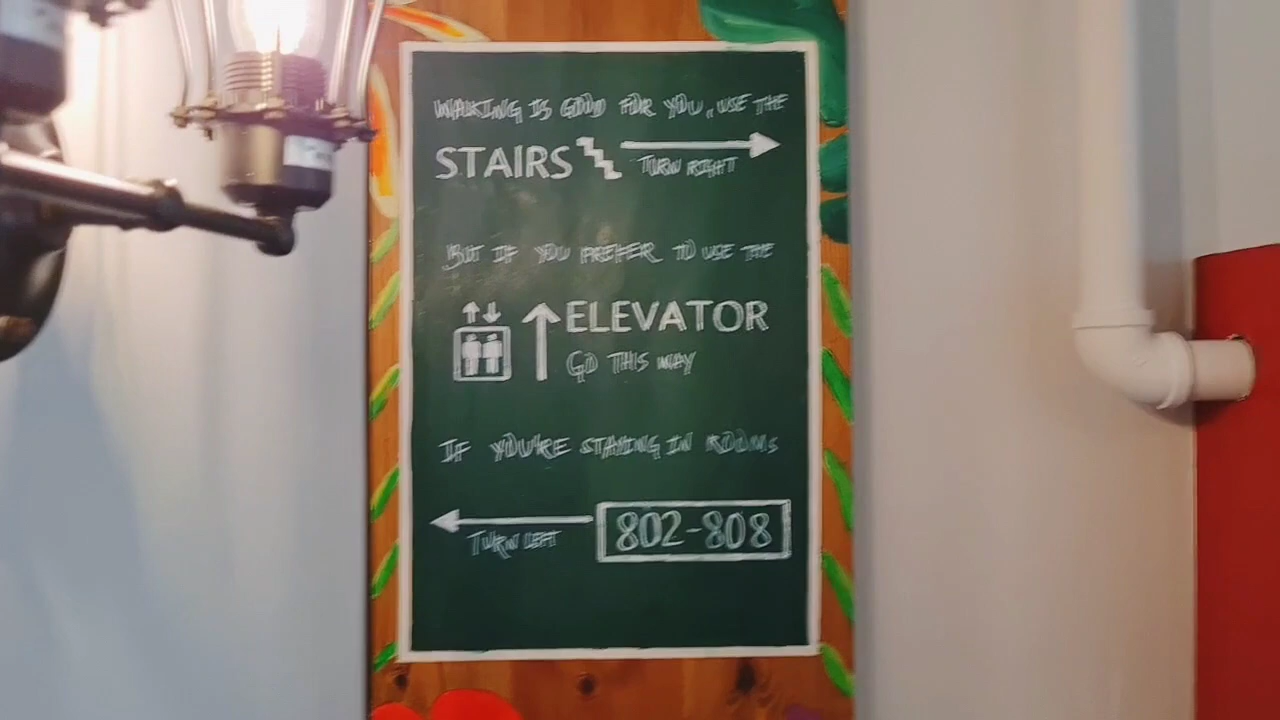 WALKING IS GOOD FOR YOU, USE THE
STAIRS
TURN RIGHT
BUT IF YOU PREFER TO USE THE
ELEVATOR
GO THIS WAY
IF YOU'RE STAYING IN ROOMS
802-808
TURN LEFT